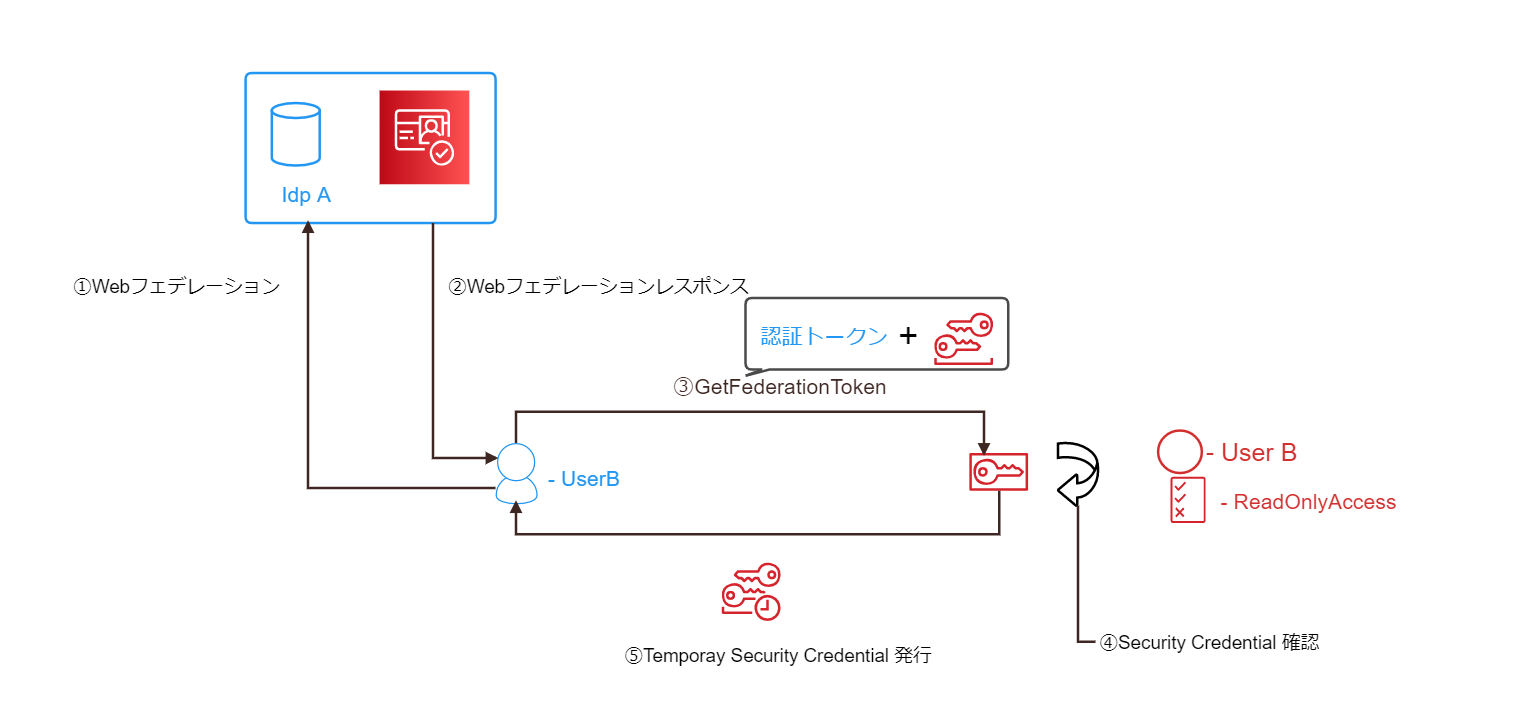 Idp A
①Webフェデレーション
②Webフェデレーションレスポンス
認証トークン +
③GetFederationToken
- UserB
- User B
- ReadOnlyAccess
④Security Credential 確認
⑤Temporay Security Credential 発行